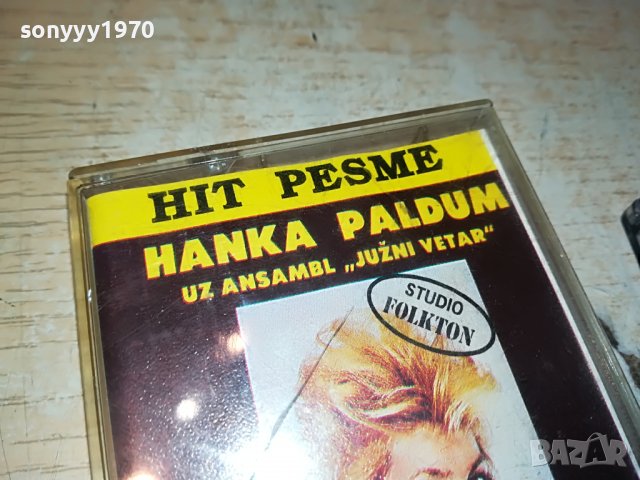 sonyyy1970
HIT PESME
HANKA PALDUM
UZ ANSAMBL „JUŽNI VETAR“
STUDIO
FOLKTON
BAZAR